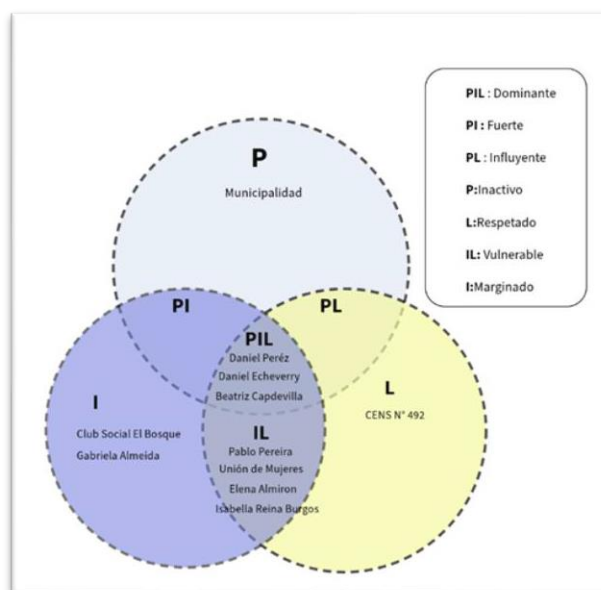 PIL : Dominante
PI : Fuerte
PL : Influyente
P:Inactivo
L:Respetado
IL: Vulnerable
I:Marginado
P
Municipalidad
PI
PL
PIL
Daniel Peréz
Daniel Echeverry
Beatriz Capdevilla
I
Club Social El Bosque
Gabriela Almeida
L
CENS N° 492
IL
Pablo Pereira
Unión de Mujeres
Elena Almiron
Isabella Reina Burgos